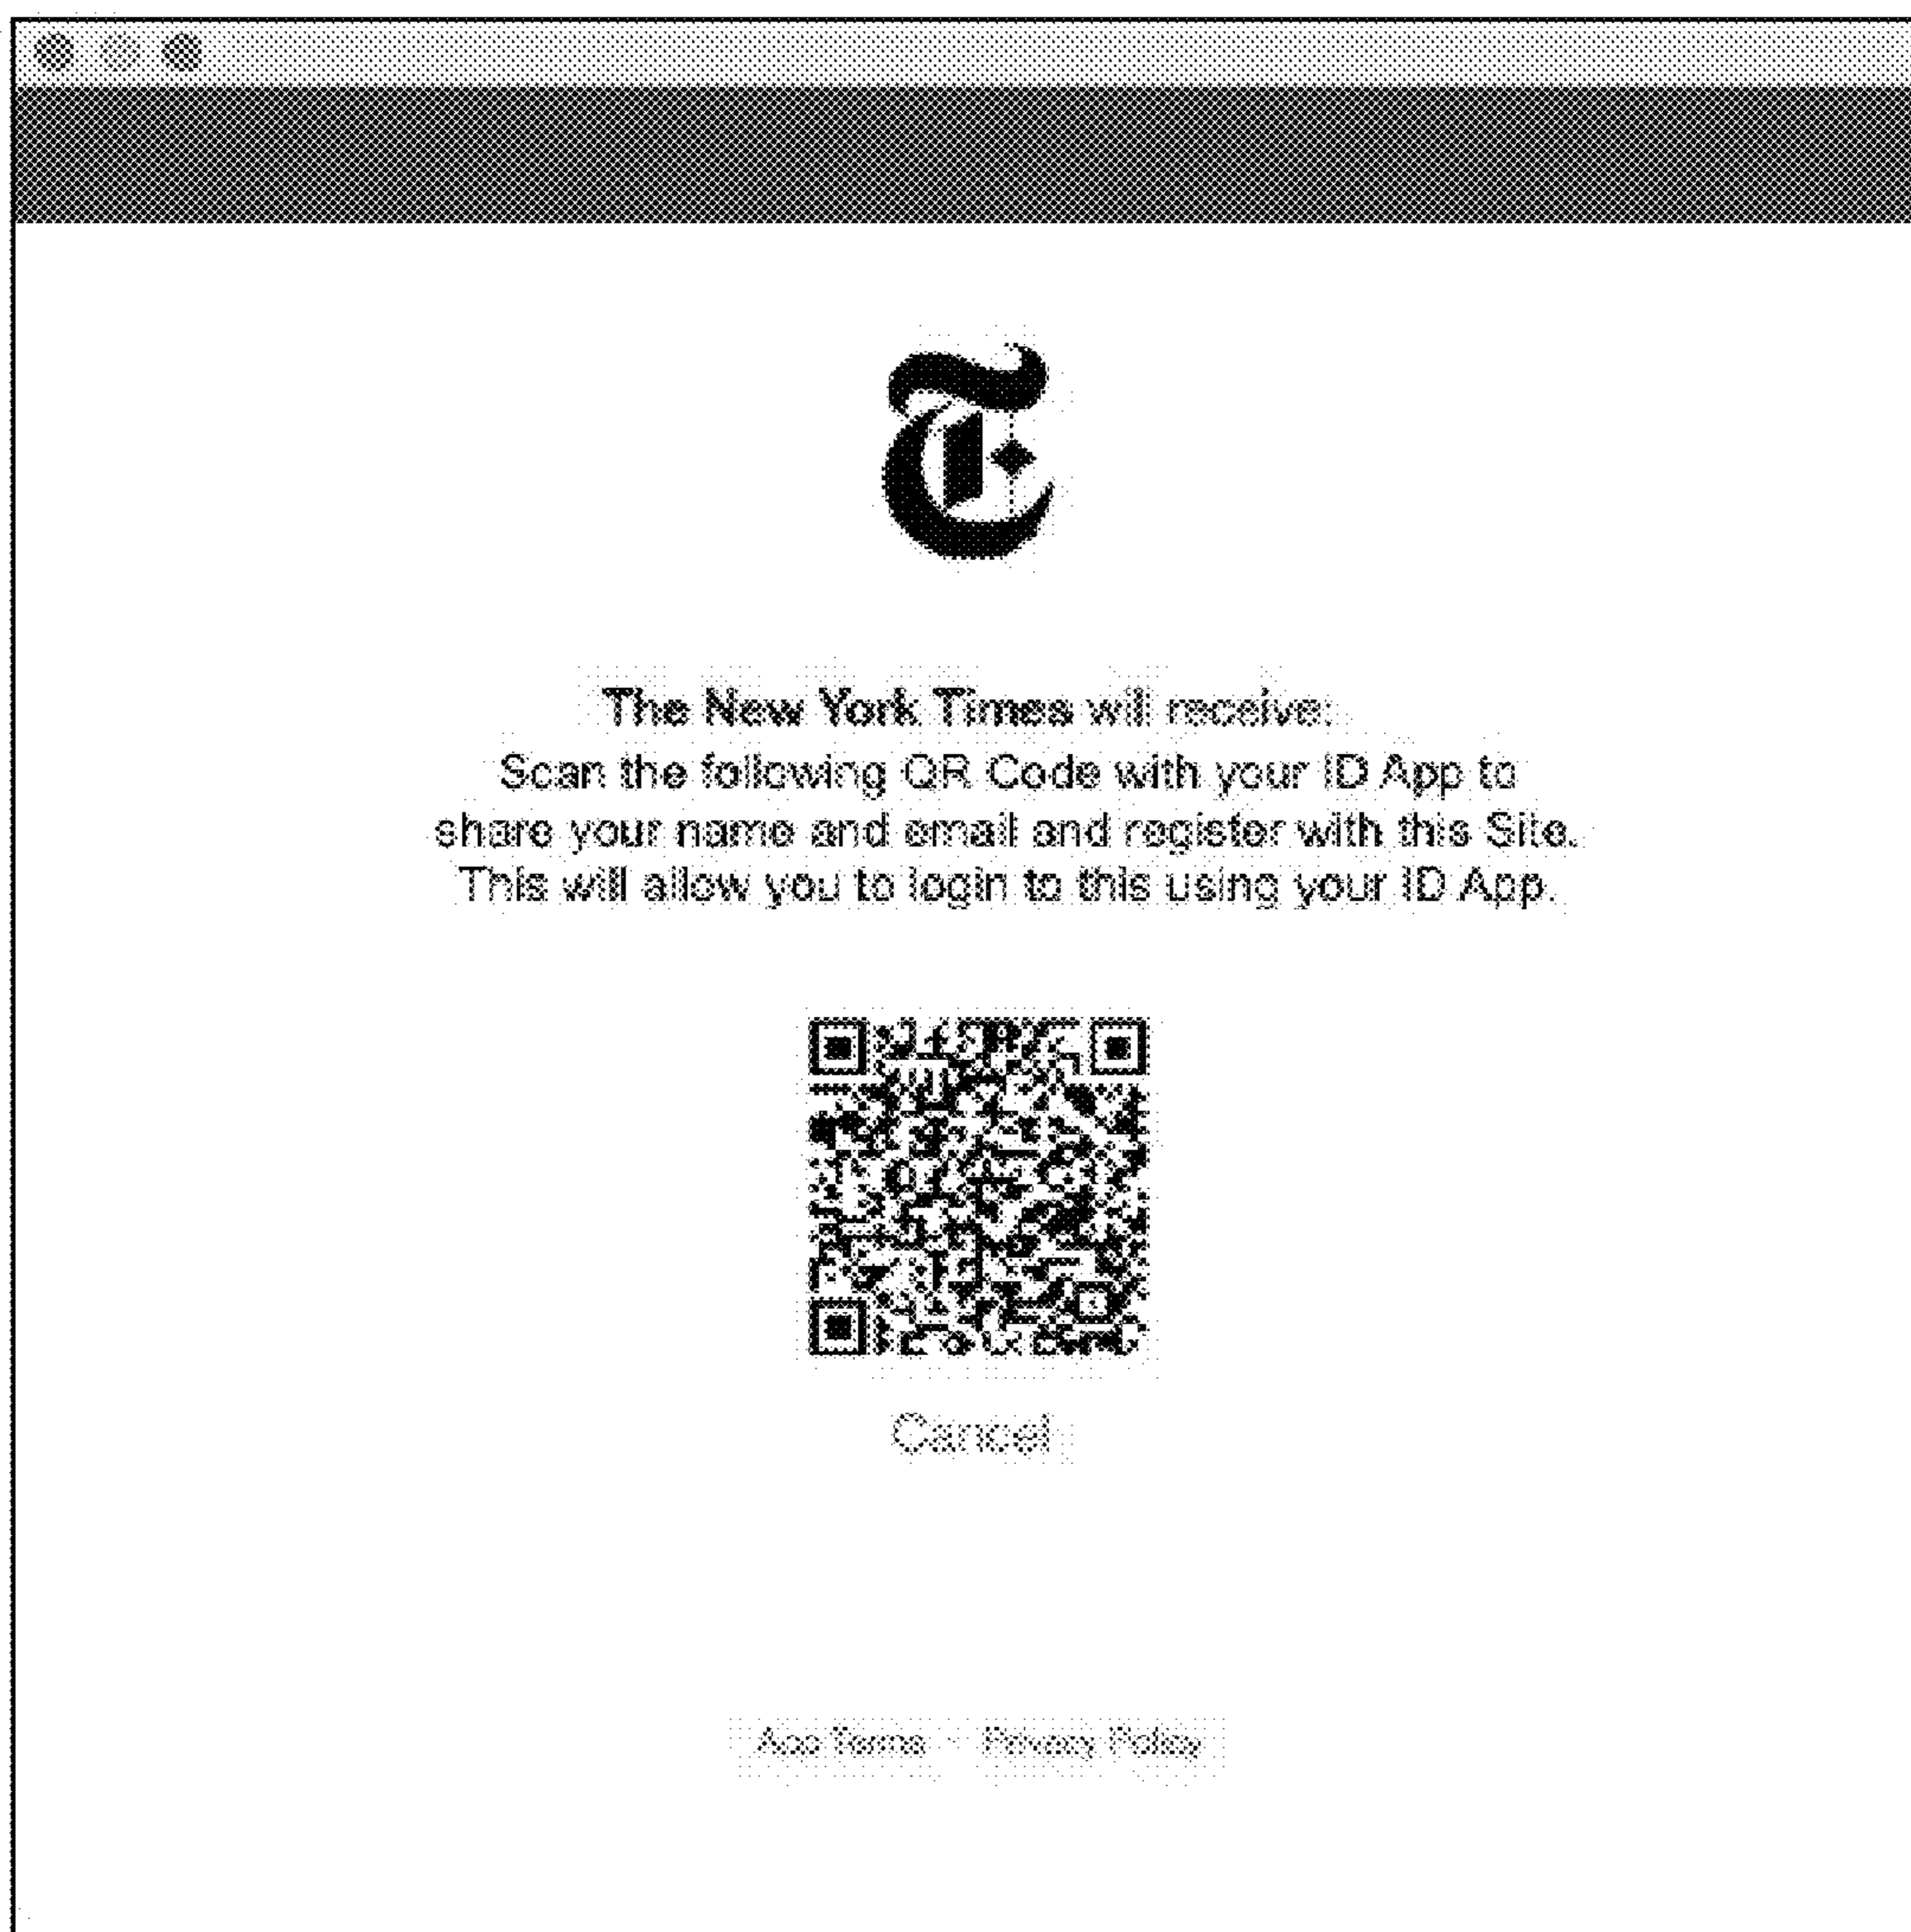 The New York Times will receive:
Scan the following QR Code with your ID App to
share your name and email and register with this Site.
This will allow you to login to this using your ID App.
Cancel
App Terms - Privacy Policy